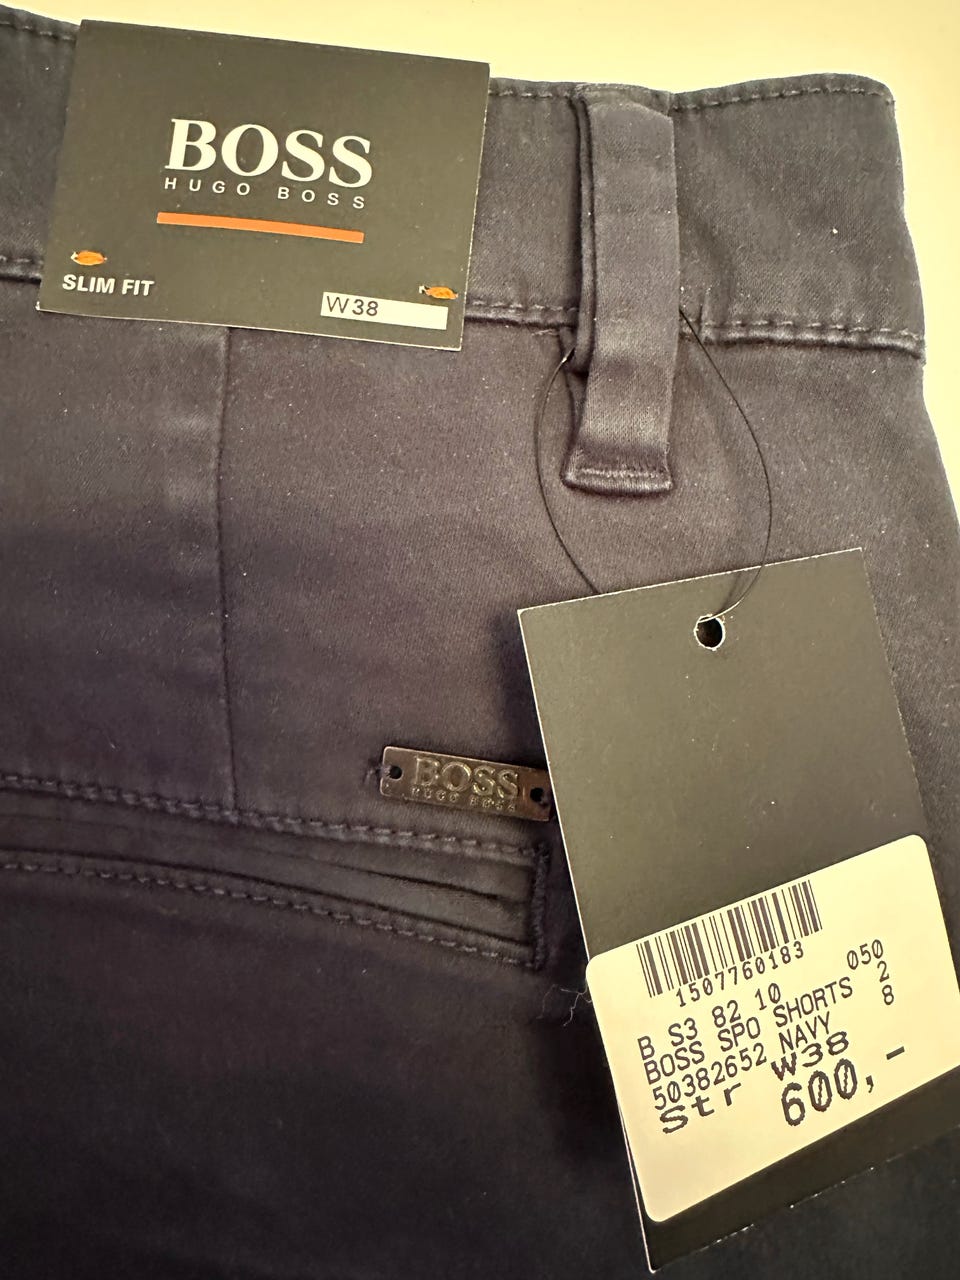 BOSS
HUGO BOSS
SLIM FIT
W38
BOSS
HUGO BOSS
1507760183
050
B S3 82 10 2
BOSS SPO SHORTS 8
50382652 NAVY
Str W38
600,-